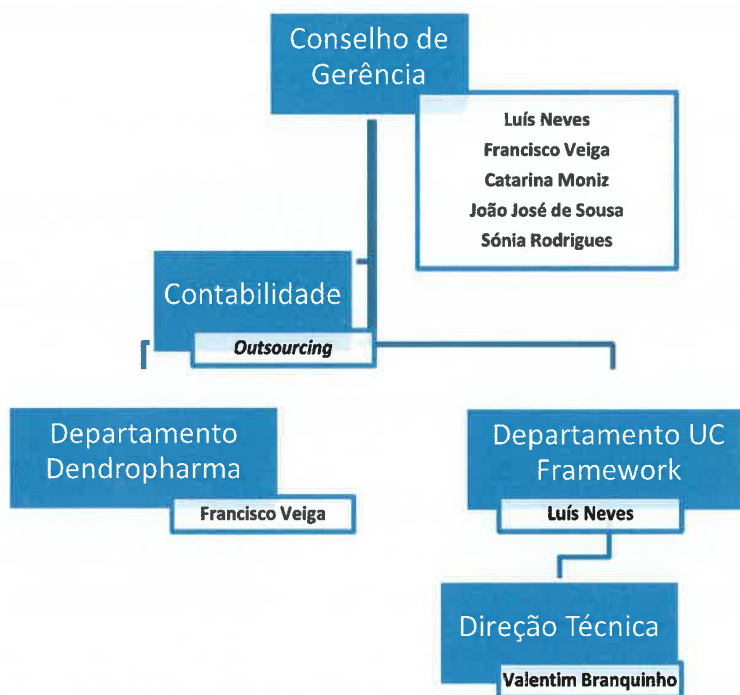 Conselho de
Gerência
Luís Neves
Francisco Veiga
Catarina Moniz
João José de Sousa
Sónia Rodrigues
Contabilidade
Outsourcing
Departamento
Dendropharma
Francisco Veiga
Departamento UC
Framework
Luís Neves
Direção Técnica
Valentim Branquinho